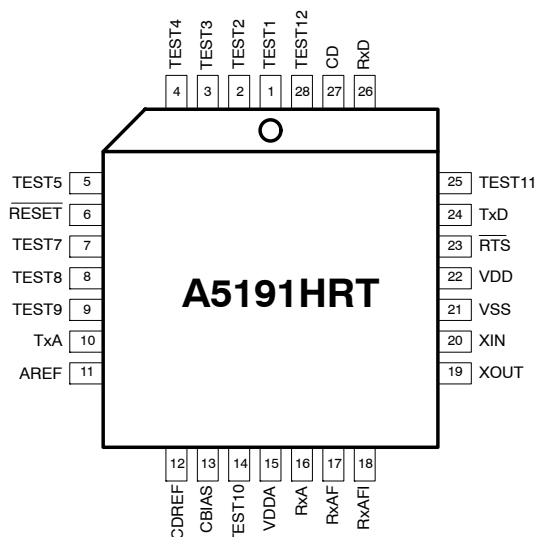 TEST4 TEST3 TEST2 TEST1 TEST12 CD RxD
4 3 2 1 28 27 26
TEST5 5 25 TEST11
RESET 6 24 TxD
TEST7 7 23 RTS
TEST8 8 22 VDD
A5191HRT
TEST9 9 21 VSS
TxA 10 20 XIN
AREF 11 19 XOUT
12 13 14 15 16 17 18
CDREF CBIAS TEST10 VDDA RxA RxAF RxAFI